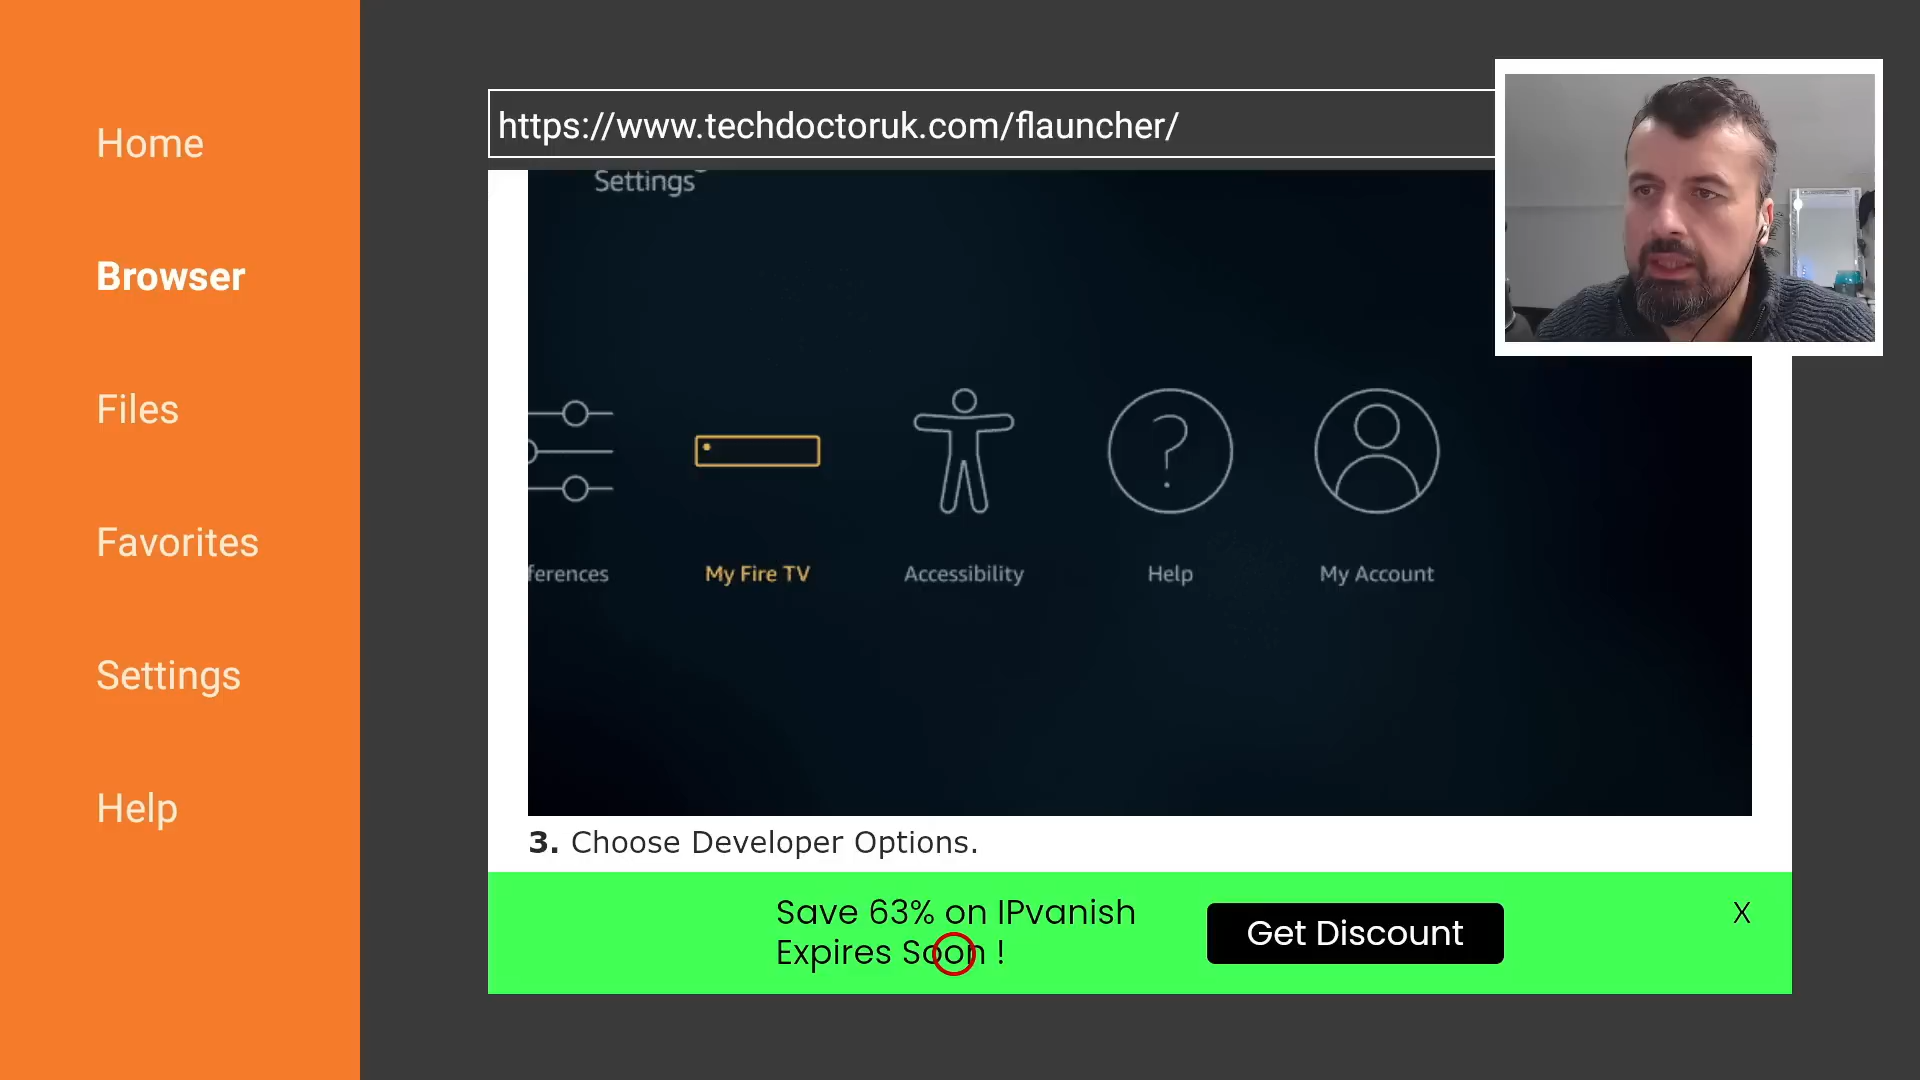 Home
Browser
Files
Favorites
Settings
Help
https://www.techdoctoruk.com/flauncher/
Settings
ferences
My Fire TV
Accessibility
Help
My Account
3. Choose Developer Options.
Save 63% on IPvanish
Expires Soon !
Get Discount
X